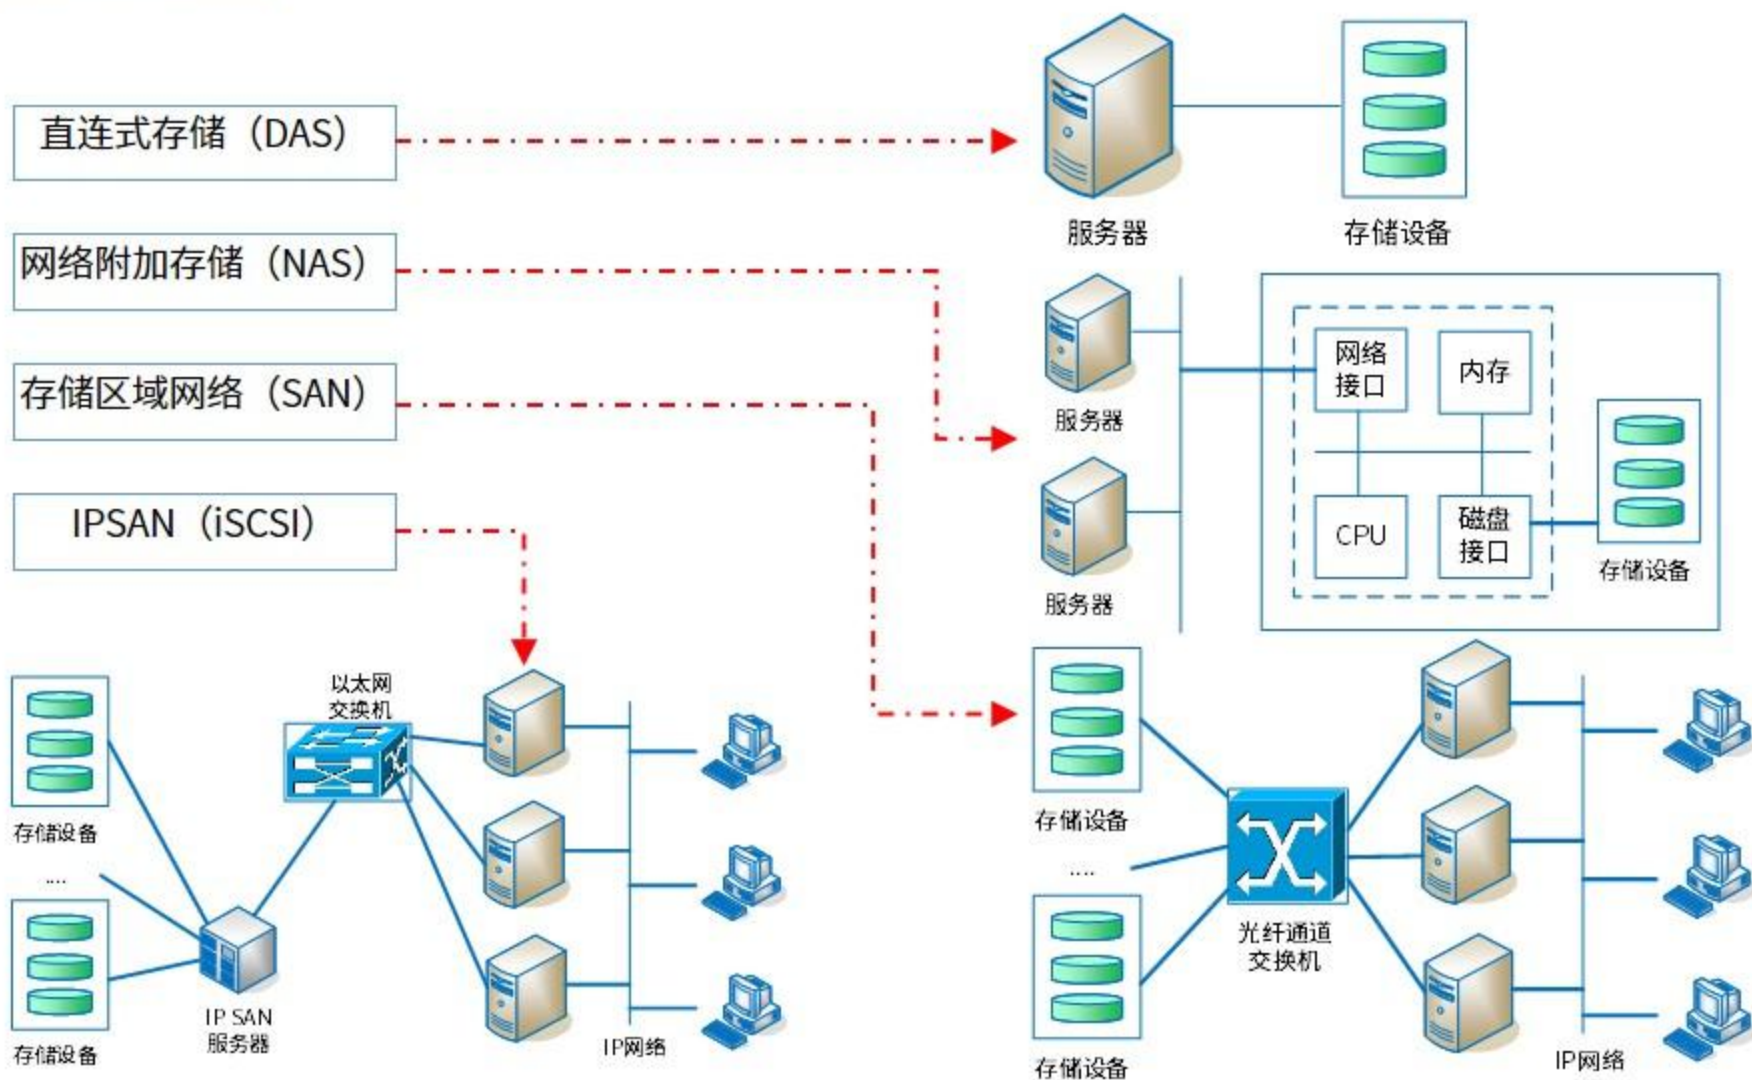 直连式存储（DAS）
网络附加存储（NAS）
存储区域网络（SAN）
IPSAN（iSCSI）
服务器
存储设备
服务器
服务器
网络
接口
内存
CPU
磁盘
接口
存储设备
存储设备
....
存储设备
以太网
交换机
IP SAN
服务器
IP网络
存储设备
....
存储设备
光纤通道
交换机
IP网络